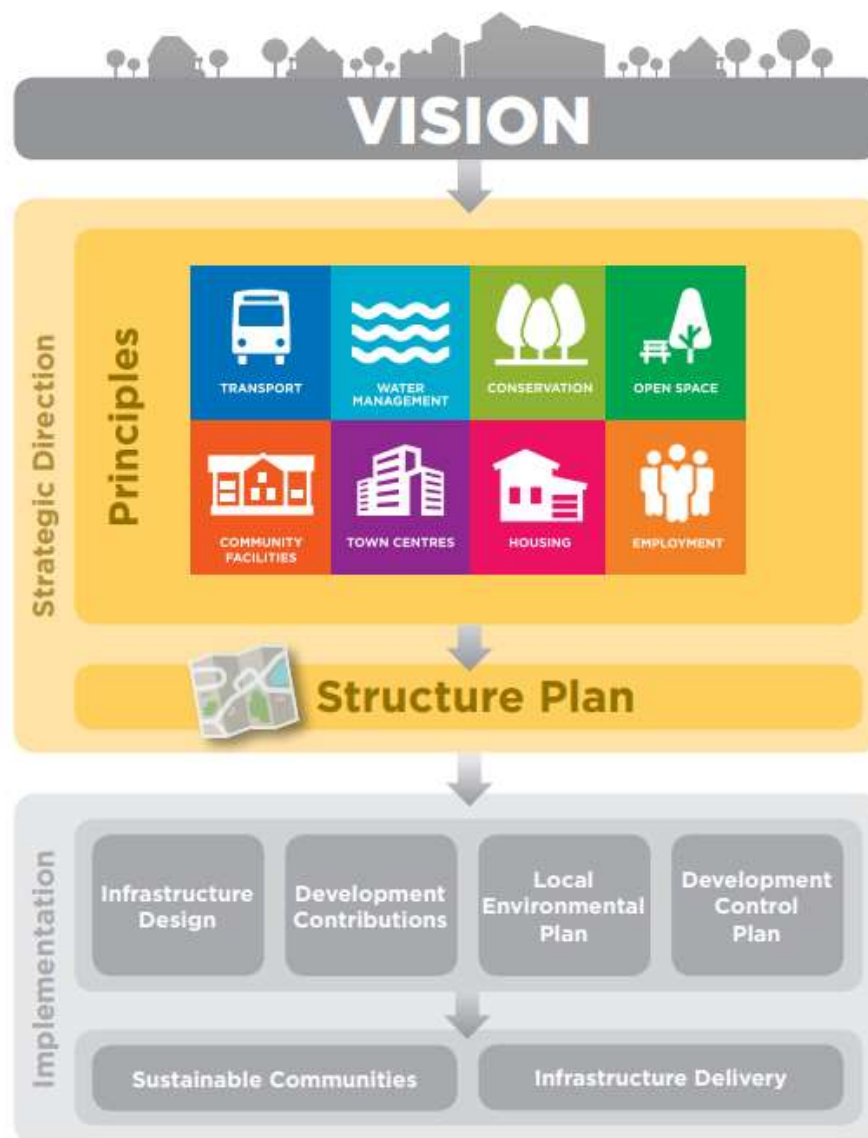 VISION
Strategic Direction
Principles
TRANSPORT
WATER
MANAGEMENT
CONSERVATION
OPEN SPACE
COMMUNITY
FACILITIES
TOWN CENTRES
HOUSING
EMPLOYMENT
Structure Plan
Implementation
Infrastructure
Design
Development
Contributions
Local
Environmental
Plan
Development
Control
Plan
Sustainable Communities
Infrastructure Delivery